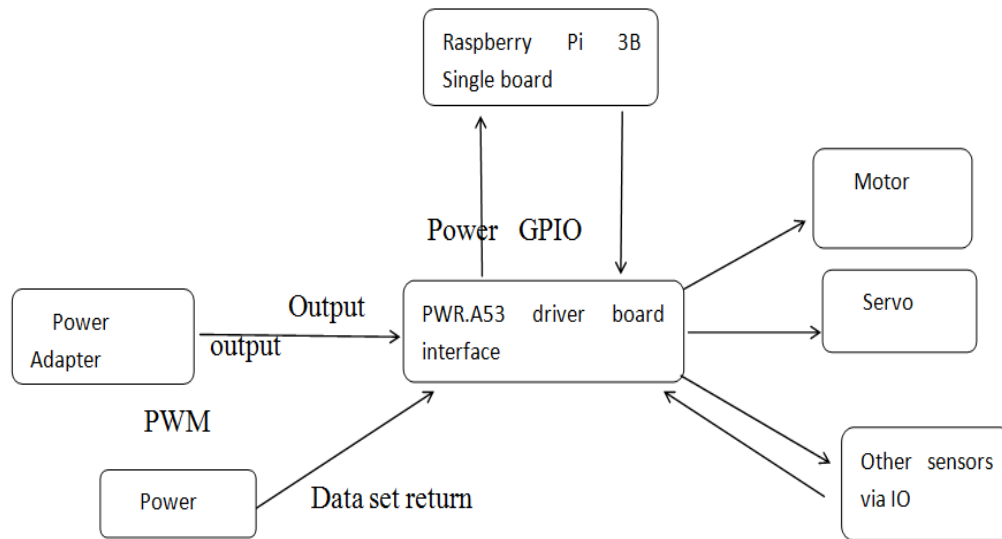 Raspberry Pi 3B
Single board
Motor
Power GPIO
Servo
Output
PWR.A53 driver board
interface
Power
Adapter
output
PWM
Other sensors
via IO
Power
Data set return